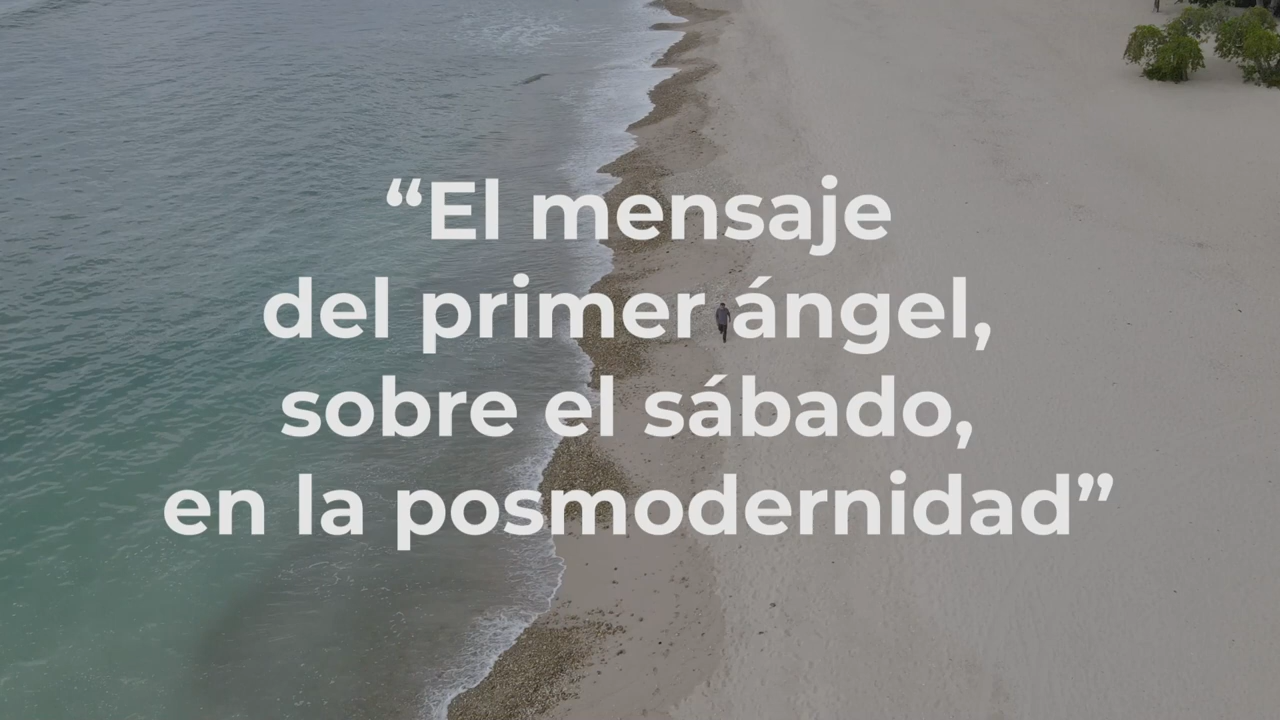 “El mensaje
del primer ángel,
sobre el sábado,
en la posmodernidad”